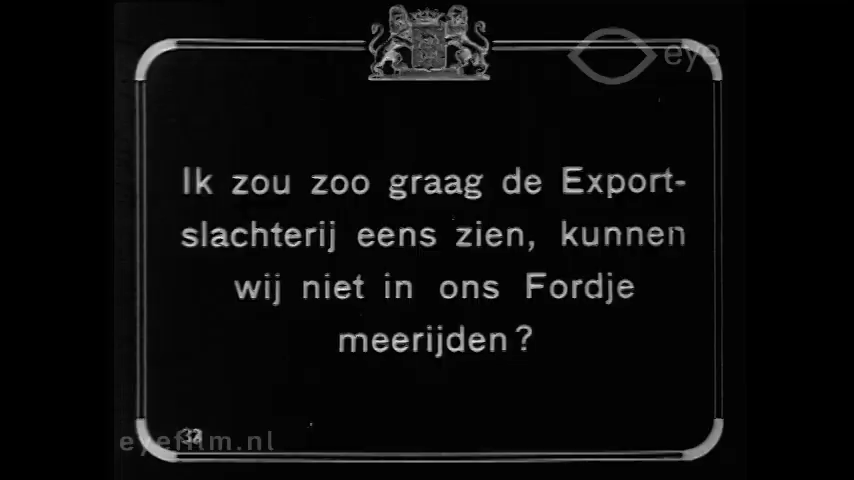 eye
Ik zou zoo graag de Export-
slachterij eens zien, kunnen
wij niet in ons Fordje
meerijden?
32
eyefilm.nl